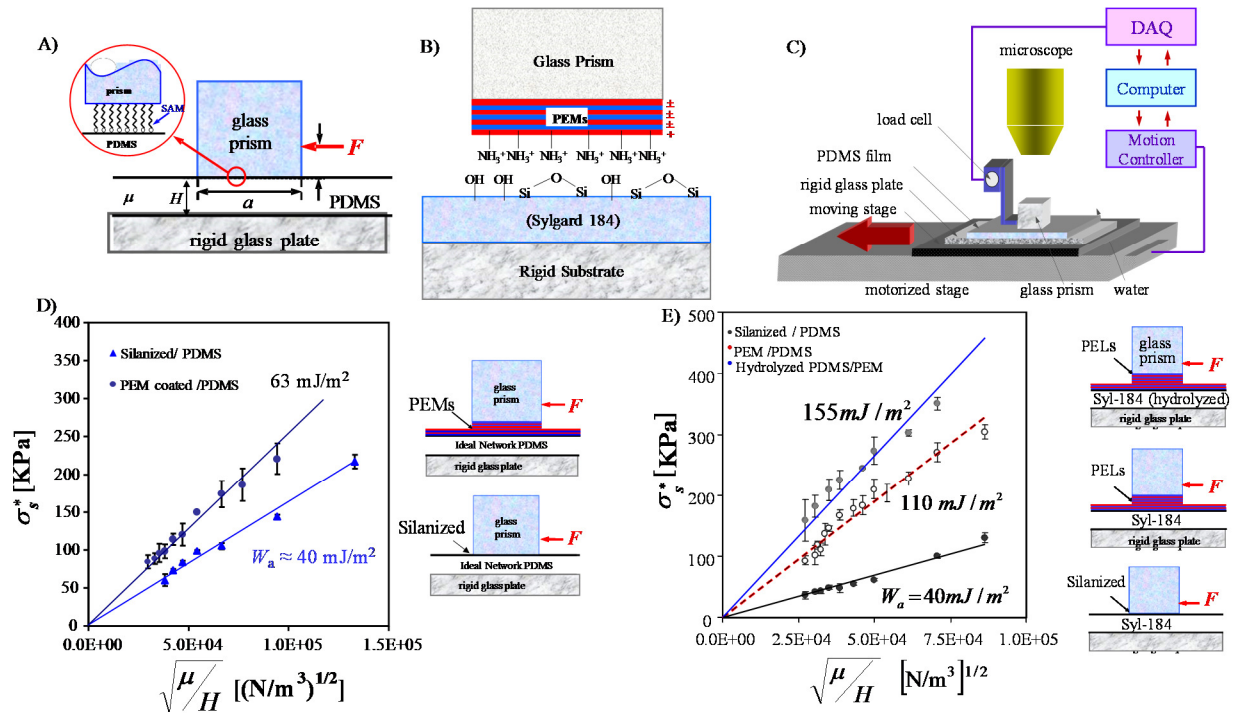 A)
prism
SAM
PDMS
glass
prism
F
μ
H
a
PDMS
rigid glass plate
B)
Glass Prism
PEMs
±
±
±
+
NH₃⁺ NH₃⁺ NH₃⁺ NH₃⁺ NH₃⁺ NH₃⁺
OH OH O OH O
Si Si Si Si
(Sylgard 184)
Rigid Substrate
C)
DAQ
microscope
Computer
load cell
Motion
Controller
PDMS film
rigid glass plate
moving stage
motorized stage
glass prism
water
D)
400
350
300
250
200
150
100
50
0
σₛ* [KPa]
Silanized/ PDMS
PEM coated /PDMS
63 mJ/m²
Wₐ ≈ 40 mJ/m²
0.0E+00 5.0E+04 1.0E+05 1.5E+05
√μ/H [(N/m³)¹/²]
glass
prism
F
PEMs
Ideal Network PDMS
rigid glass plate
glass
prism
F
Silanized
Ideal Network PDMS
rigid glass plate
E)
500
400
300
200
100
0
σₛ* [KPa]
Silanized / PDMS
PEM /PDMS
Hydrolyzed PDMS/PEM
155mJ / m²
110 mJ / m²
Wₐ = 40mJ / m²
0.0E+00 2.5E+04 5.0E+04 7.5E+04 1.0E+05
√μ/H [N/m³]¹/²
PELs
glass
prism
F
Syl-184 (hydrolyzed)
rigid glass plate
PELs
F
Syl-184
rigid glass plate
Silanized
F
Syl-184